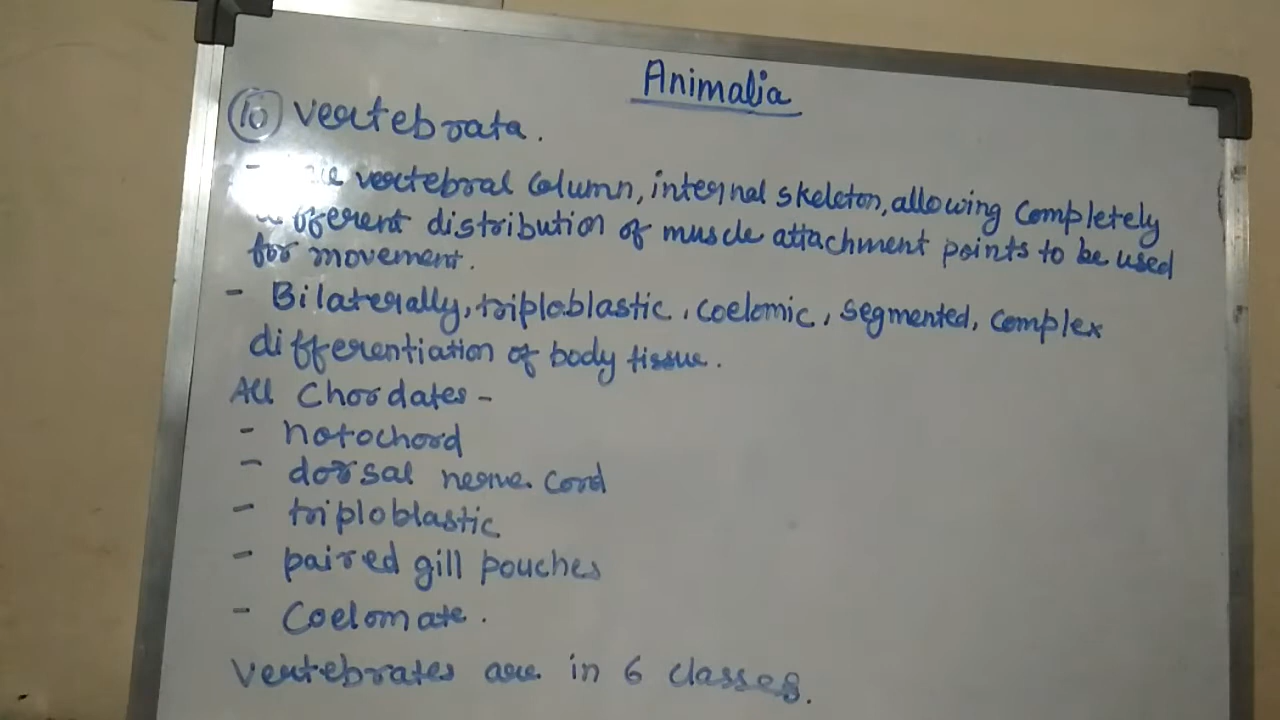 Animalia
10 Vertebrata.
- vertebral column, internal skeleton, allowing completely
different distribution of muscle attachment points to be used
for movement.
- Bilaterally, triploblastic, coelomic, segmented, complex
differentiation of body tissue.
All Chordates -
- notochord
- dorsal nerve cord
- triploblastic
- paired gill pouches
- Coelomate.
Vertebrates are in 6 classes.